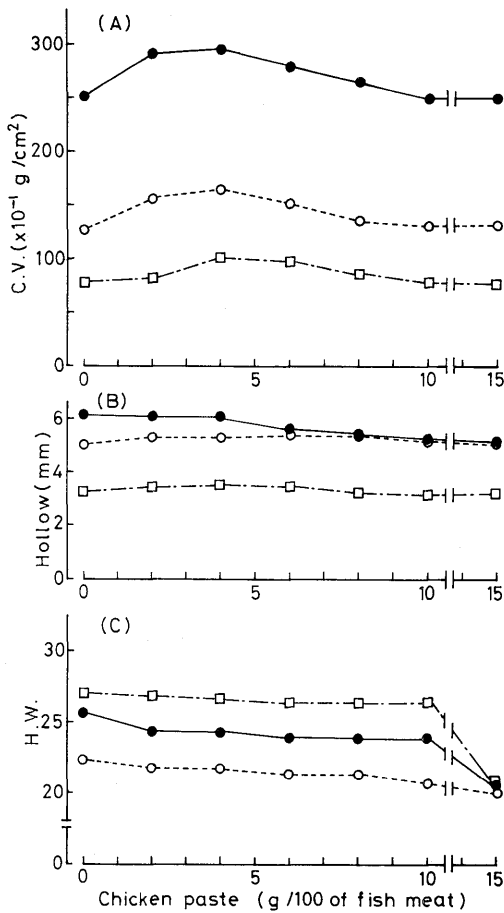 (A)
300
200
100
0
C.V. (x10⁻¹ g/cm²)
0 5 10 15
(B)
6
4
2
0
Hollow (mm)
0 5 10 15
(C)
30
25
20
0
H.W.
0 5 10 15
Chicken paste (g/100 of fish meat)